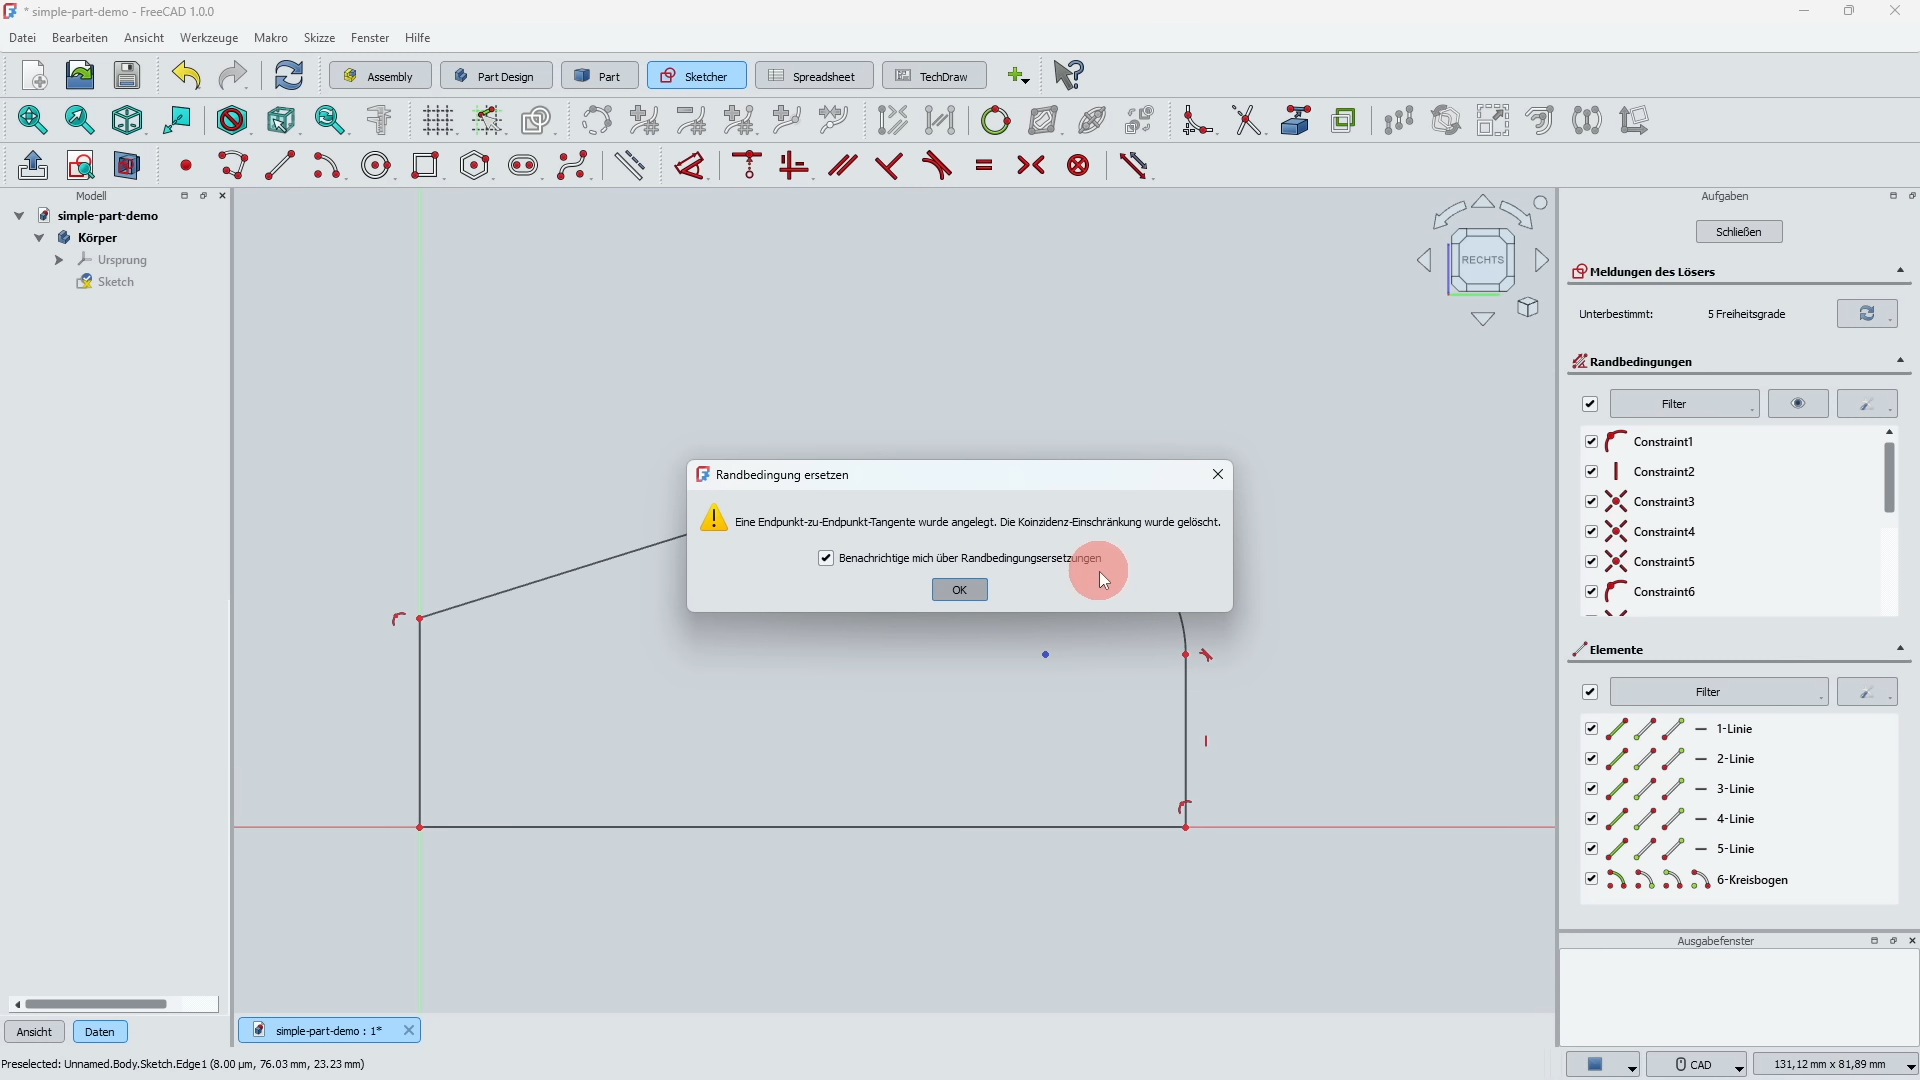 * simple-part-demo - FreeCAD 1.0.0
Datei Bearbeiten Ansicht Werkzeuge Makro Skizze Fenster Hilfe
Assembly Part Design Part Sketcher Spreadsheet TechDraw
Modell
simple-part-demo
Körper
Ursprung
Sketch
RECHTS
Aufgaben
Schließen
Meldungen des Lösers
Unterbestimmt: 5 Freiheitsgrade
Randbedingungen
Filter
Constraint1
Constraint2
Constraint3
Constraint4
Constraint5
Constraint6
Randbedingung ersetzen
Eine Endpunkt-zu-Endpunkt-Tangente wurde angelegt. Die Koinzidenz-Einschränkung wurde gelöscht.
Benachrichtige mich über Randbedingungsersetzungen
OK
Elemente
Filter
1-Linie
2-Linie
3-Linie
4-Linie
5-Linie
6-Kreisbogen
Ausgabefenster
Ansicht Daten
simple-part-demo : 1*
Preselected: Unnamed.Body.Sketch.Edge1 (8.00 µm, 76.03 mm, 23.23 mm)
CAD
131,12 mm x 81,89 mm